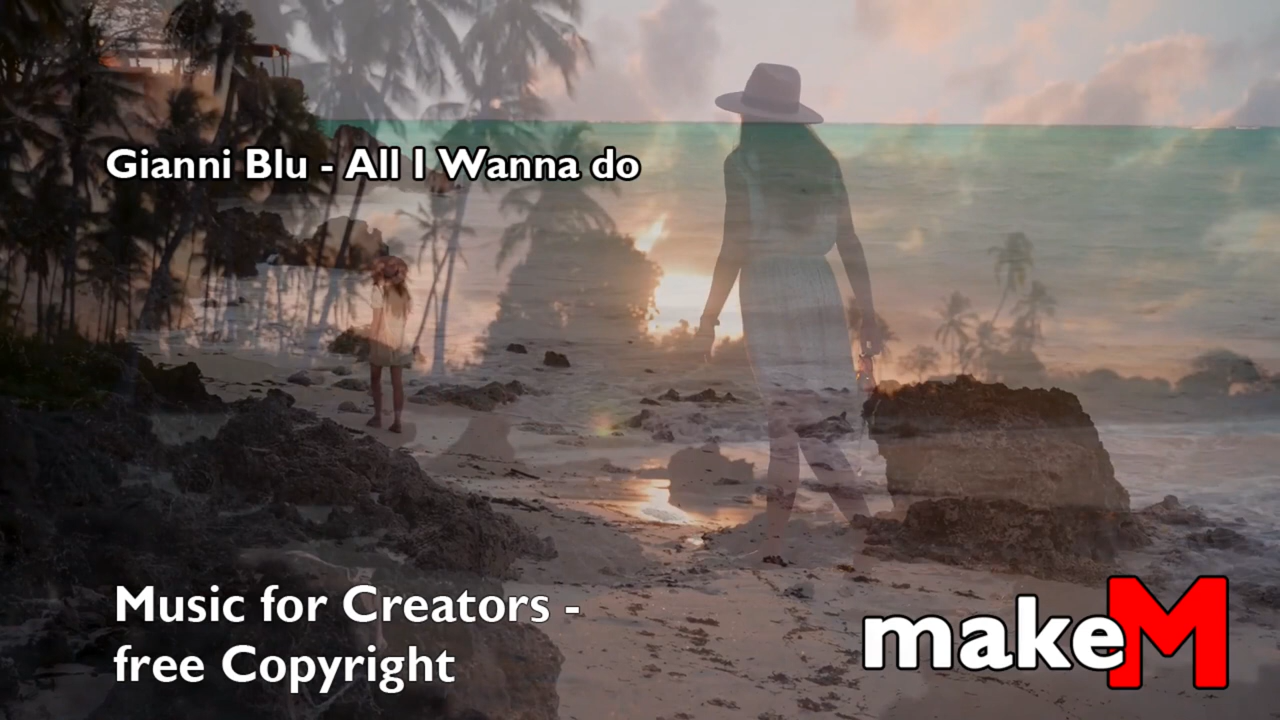 Gianni Blu - All I Wanna do
Music for Creators -
free Copyright
makeM